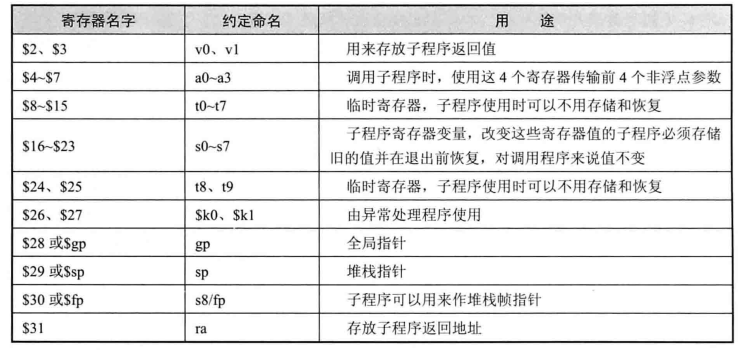 寄存器名字 约定命名 用 途
$2、$3 v0、v1 用来存放子程序返回值
$4~$7 a0~a3 调用子程序时，使用这 4 个寄存器传输前 4 个非浮点参数
$8~$15 t0~t7 临时寄存器，子程序使用时可以不用存储和恢复
$16~$23 s0~s7 子程序寄存器变量，改变这些寄存器值的子程序必须存储
旧的值并在退出前恢复，对调用程序来说值不变
$24、$25 t8、t9 临时寄存器，子程序使用时可以不用存储和恢复
$26、$27 $k0、$k1 由异常处理程序使用
$28 或$gp gp 全局指针
$29 或$sp sp 堆栈指针
$30 或$fp s8/fp 子程序可以用来作堆栈帧指针
$31 ra 存放子程序返回地址